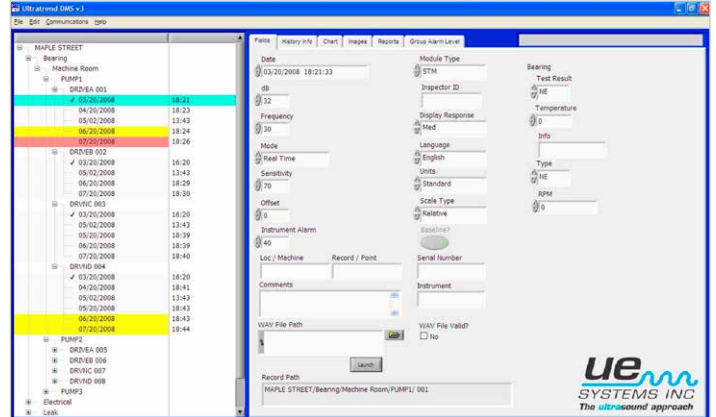 Ultratrend DMS v3
File Edit Communications Help
Fields History Info Chart Images Reports Group Alarm Level
MAPLE STREET
Bearing
Machine Room
PUMP1
DRIVEA 001
03/20/2008 18:21
04/20/2008 18:23
05/02/2008 13:43
06/20/2008 18:24
07/20/2008 18:26
DRIVEB 002
03/20/2008 16:20
05/02/2008 13:43
06/20/2008 18:29
07/20/2008 18:30
DRVNC 003
03/20/2008 16:20
05/02/2008 13:43
05/20/2008 18:39
06/20/2008 18:39
07/20/2008 18:40
DRVND 004
03/20/2008 16:20
04/20/2008 18:41
05/02/2008 13:43
05/20/2008 18:43
06/20/2008 18:43
07/20/2008 18:44
PUMP2
DRIVEA 005
DRIVEB 006
DRVNC 007
DRVND 008
PUMP3
Electrical
Leak
Date
03/20/2008 18:21:33
dB
32
Frequency
30
Mode
Real Time
Sensitivity
70
Offset
0
Instrument Alarm
40
Loc / Machine Record / Point
Comments
WAV File Path
Launch
Record Path
MAPLE STREET/Bearing/Machine Room/PUMP1/ 001
Module Type
STM
Inspector ID
Display Response
Med
Language
English
Units
Standard
Scale Type
Relative
Baseline?
Serial Number
Instrument
WAV File Valid?
No
Bearing
Test Result
NE
Temperature
0
Info
Type
NE
RPM
0
ue
SYSTEMS INC
The ultrasound approach